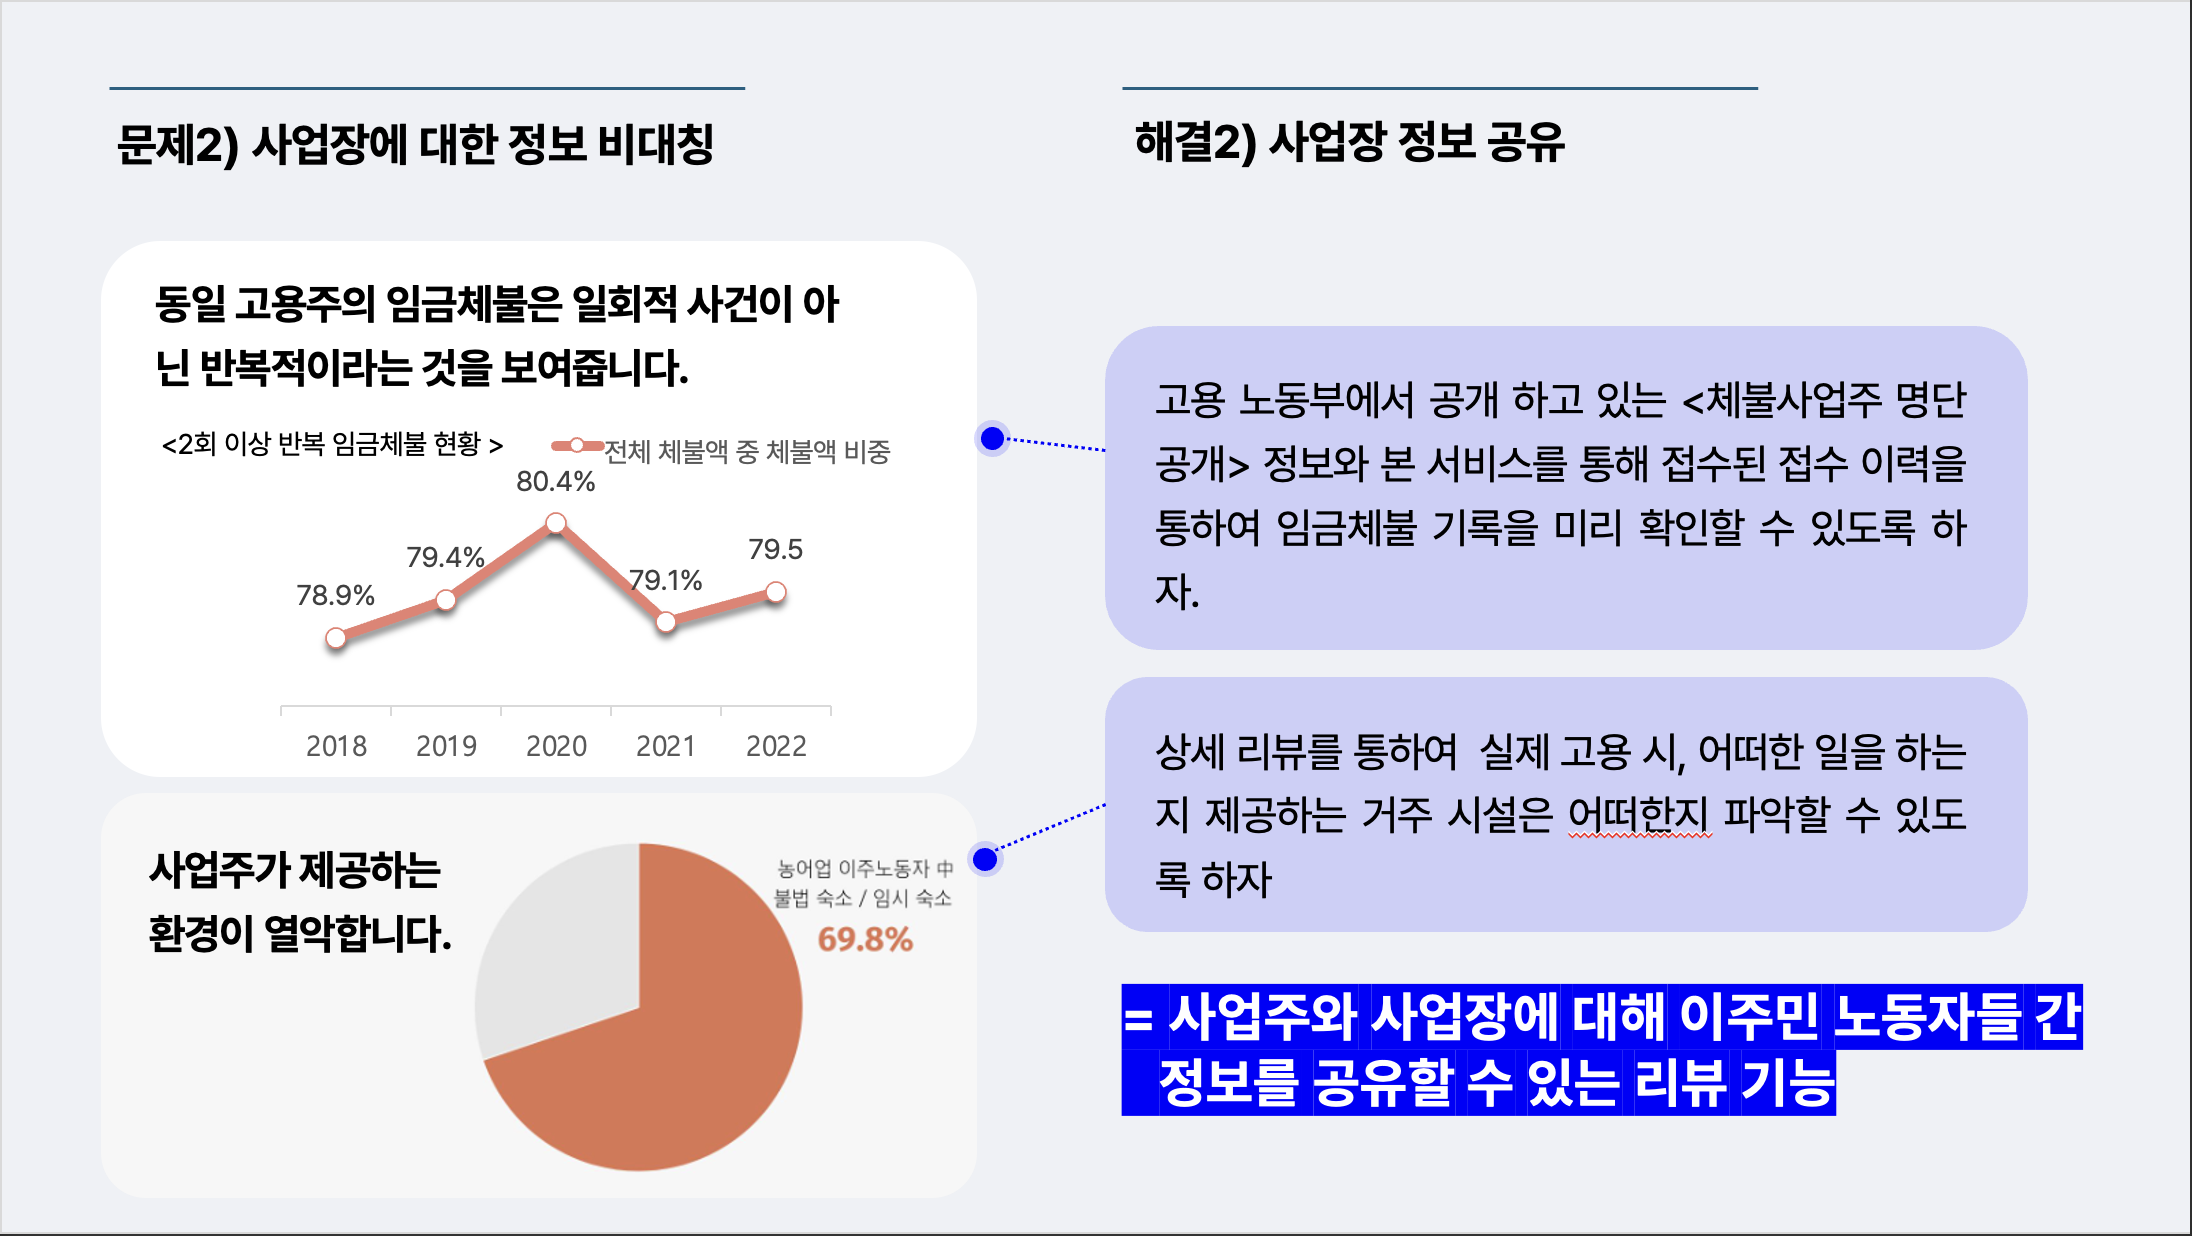 문제2) 사업장에 대한 정보 비대칭
동일 고용주의 임금체불은 일회적 사건이 아
닌 반복적이라는 것을 보여줍니다.
<2회 이상 반복 임금체불 현황 >
전체 체불액 중 체불액 비중
80.4%
79.4%
79.5
79.1%
78.9%
2018 2019 2020 2021 2022
사업주가 제공하는
환경이 열악합니다.
농어업 이주노동자 中
불법 숙소 / 임시 숙소
69.8%
해결2) 사업장 정보 공유
고용 노동부에서 공개 하고 있는 <체불사업주 명단
공개> 정보와 본 서비스를 통해 접수된 접수 이력을
통하여 임금체불 기록을 미리 확인할 수 있도록 하
자.
상세 리뷰를 통하여  실제 고용 시, 어떠한 일을 하는
지 제공하는 거주 시설은 어떠한지 파악할 수 있도
록 하자
= 사업주와 사업장에 대해 이주민 노동자들 간
정보를 공유할 수 있는 리뷰 기능